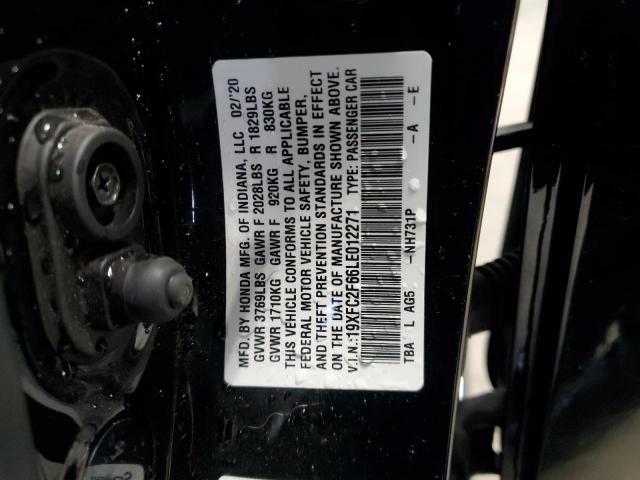 MFD. BY HONDA MFG. OF INDIANA, LLC 02/'20
GVWR 3769LBS GAWR F 2028LBS R 1829LBS
GVWR 1710KG GAWR F 920KG R 830KG
THIS VEHICLE CONFORMS TO ALL APPLICABLE
FEDERAL MOTOR VEHICLE SAFETY, BUMPER,
AND THEFT PREVENTION STANDARDS IN EFFECT
ON THE DATE OF MANUFACTURE SHOWN ABOVE.
V.I.N.:19XFC2F66LE012271 TYPE: PASSENGER CAR
TBA L AG5 -NH731P -A -E